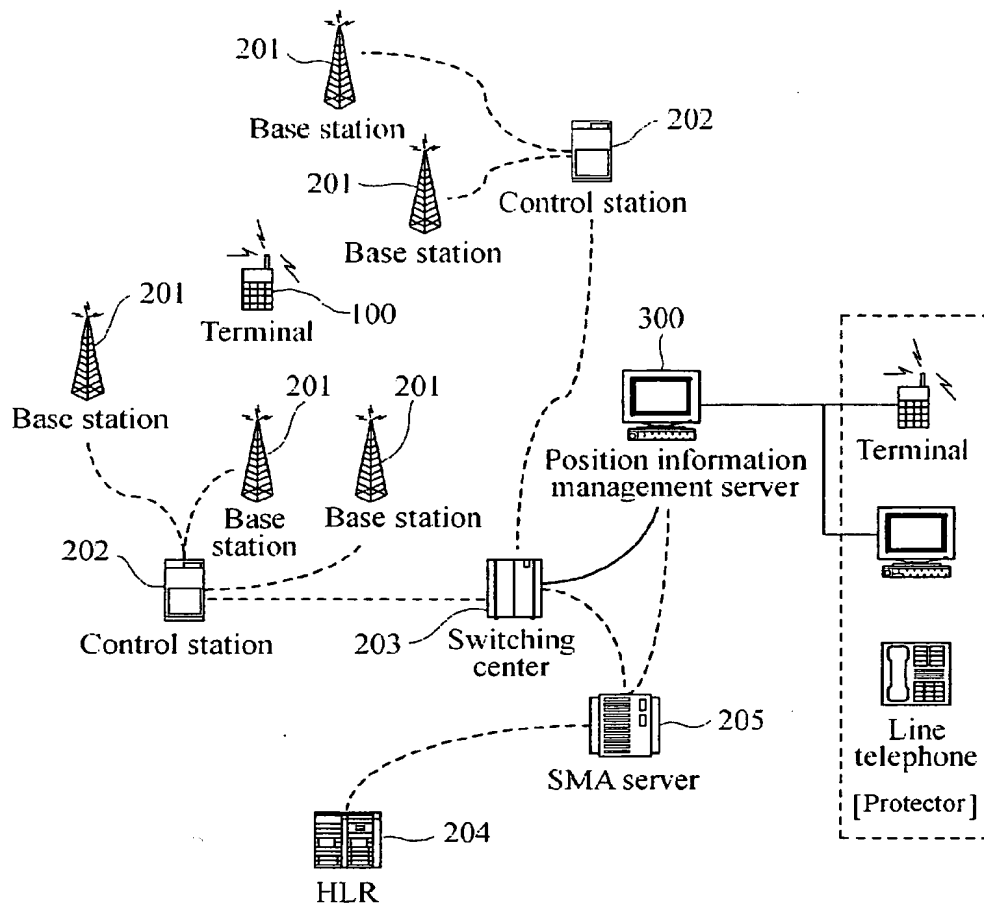 201
Base station
202
201
Control station
Base station
201
100
Terminal
300
201
201
Base station
Terminal
Position information
management server
Base
station
Base station
202
203
Switching
center
Control station
205
Line
telephone
SMA server
[Protector]
204
HLR